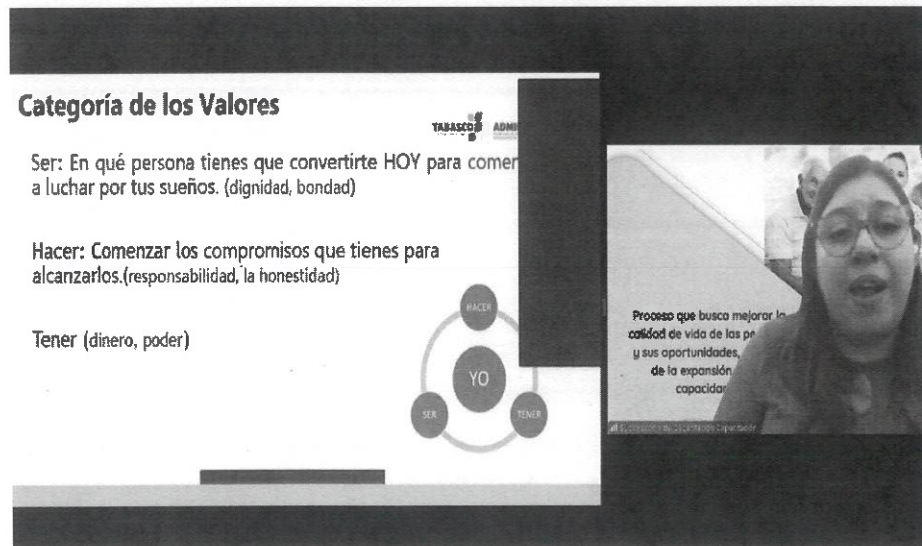 Categoría de los Valores
TABASCO ADMI
Ser: En qué persona tienes que convertirte HOY para comen
a luchar por tus sueños. (dignidad, bondad)
Hacer: Comenzar los compromisos que tienes para
alcanzarlos.(responsabilidad, la honestidad)
Tener (dinero, poder)
HACER
YO
SER
TENER
Proceso que busca mejorar la
calidad de vida de las pe
y sus oportunidades,
de la expansión
capacidad